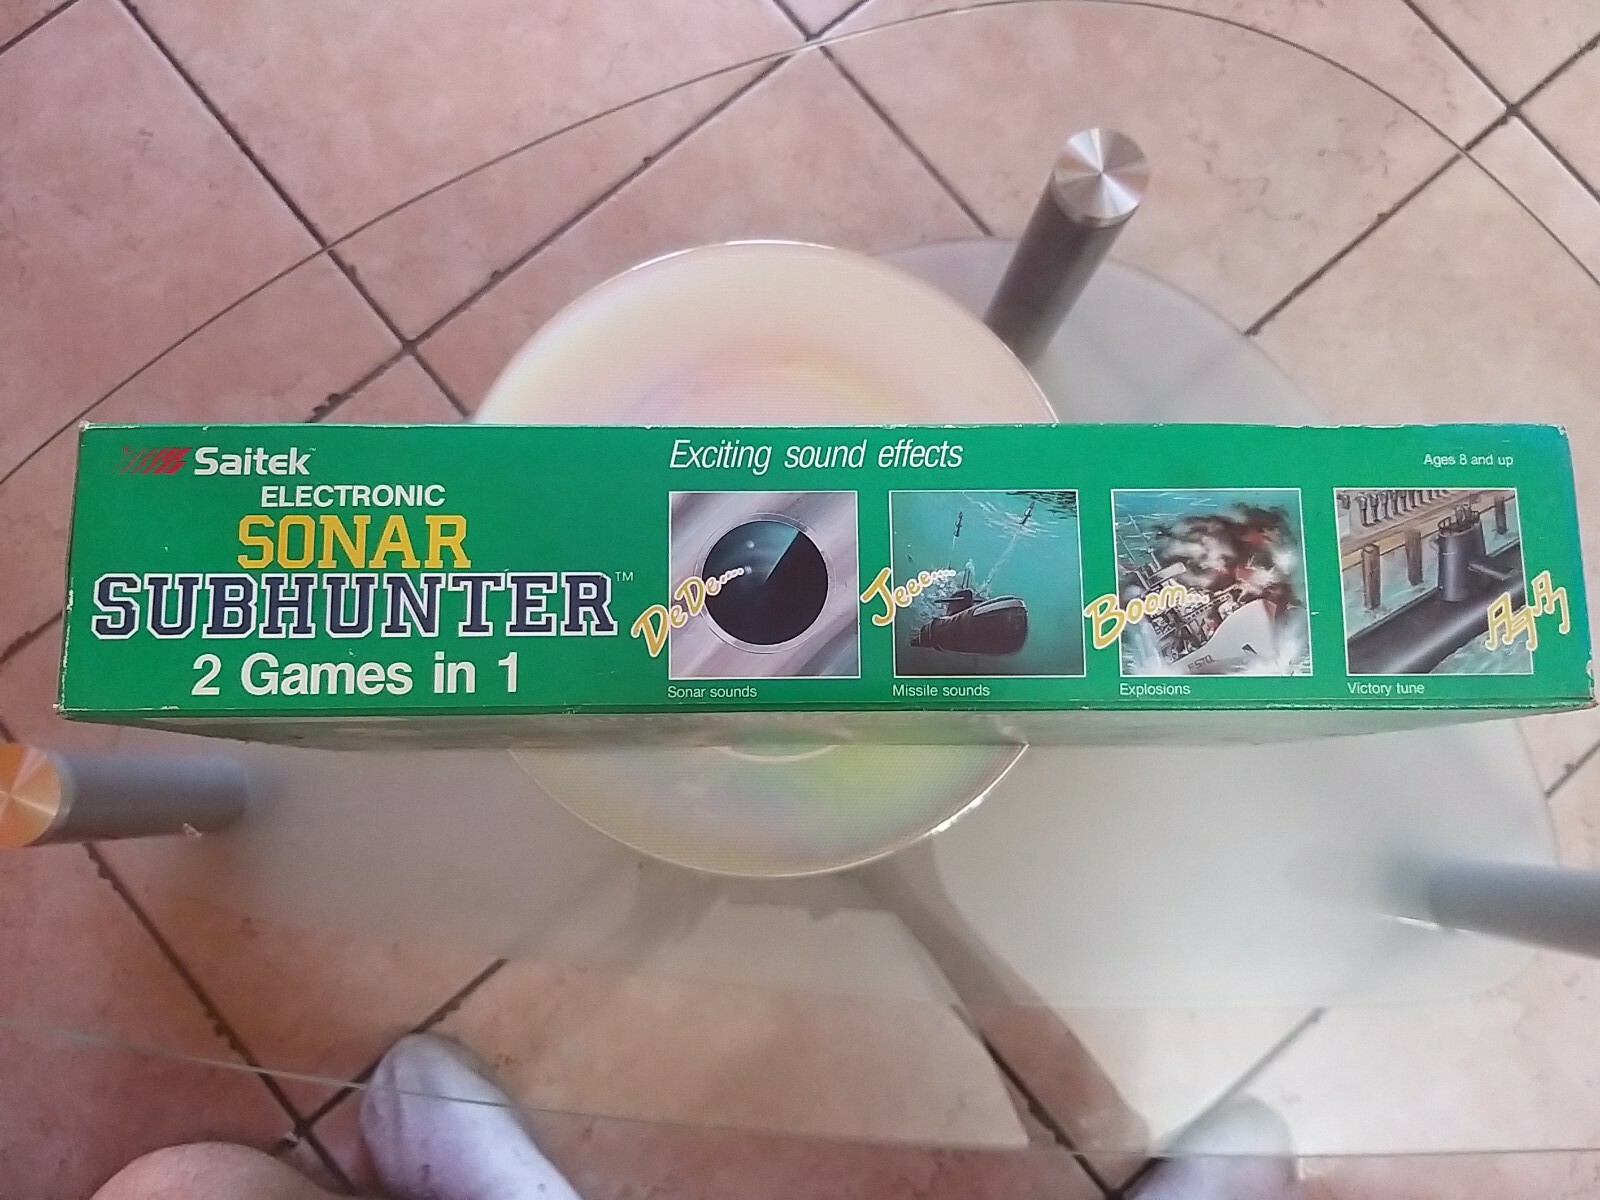 Saitek™
ELECTRONIC
SONAR
SUBHUNTER™
2 Games in 1
Exciting sound effects
Ages 8 and up
DeDe....
Jeee....
Boom...
Sonar sounds
Missile sounds
Explosions
Victory tune